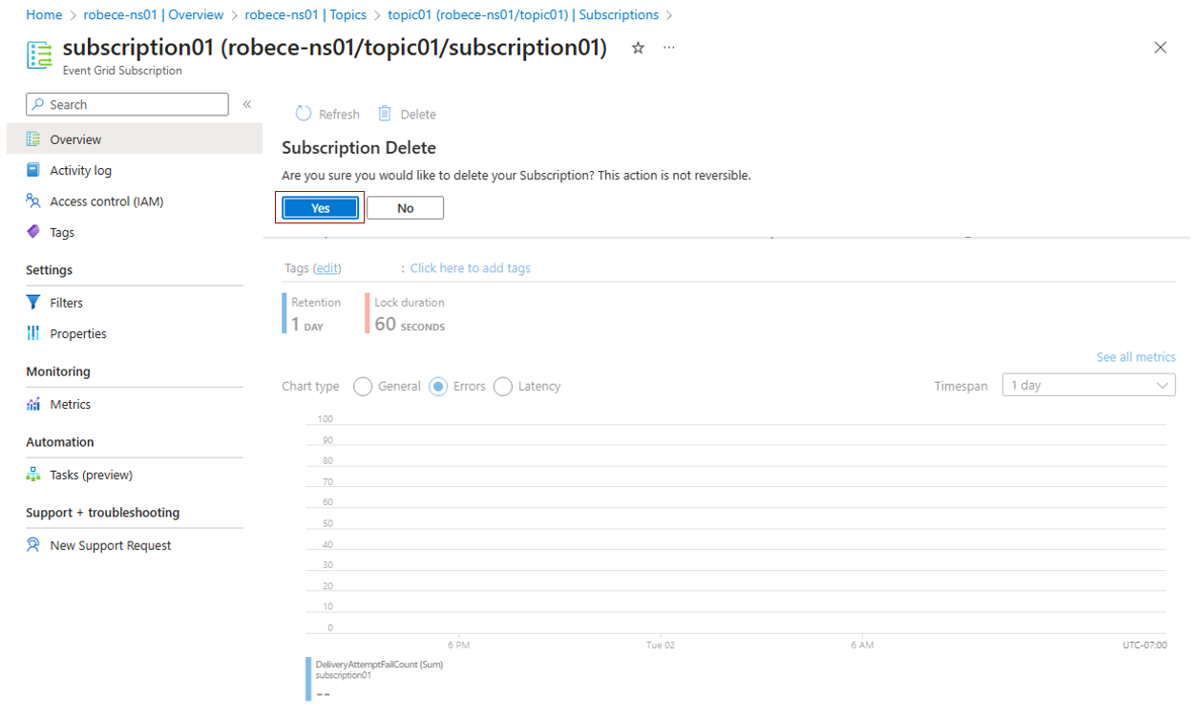 Home > robece-ns01 | Overview > robece-ns01 | Topics > topic01 (robece-ns01/topic01) | Subscriptions >
subscription01 (robece-ns01/topic01/subscription01) ☆ ...
Event Grid Subscription
Search «
Refresh Delete
Overview
Activity log
Access control (IAM)
Tags
Settings
Filters
Properties
Monitoring
Metrics
Automation
Tasks (preview)
Support + troubleshooting
New Support Request
Subscription Delete
Are you sure you would like to delete your Subscription? This action is not reversible.
Yes No
Tags (edit) : Click here to add tags
Retention Lock duration
1 DAY 60 SECONDS
See all metrics
Chart type General Errors Latency Timespan 1 day
100
90
80
70
60
50
40
30
20
10
0
6 PM Tue 02 6 AM UTC-07:00
DeliveryAttemptFailCount (Sum)
subscription01
--